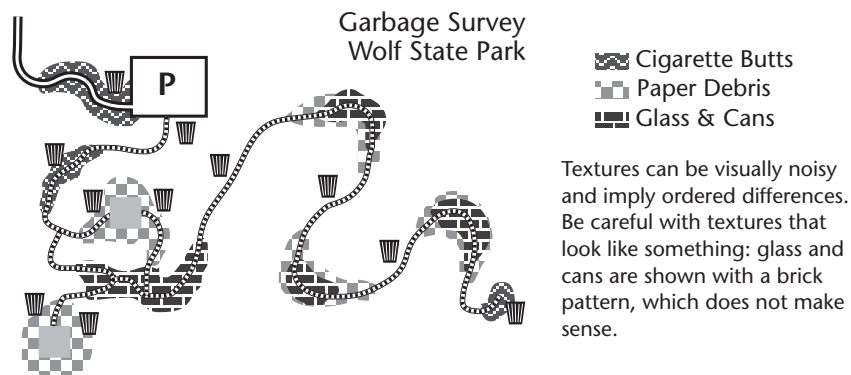 Garbage Survey
Wolf State Park
P
Cigarette Butts
Paper Debris
Glass & Cans
Textures can be visually noisy
and imply ordered differences.
Be careful with textures that
look like something: glass and
cans are shown with a brick
pattern, which does not make
sense.